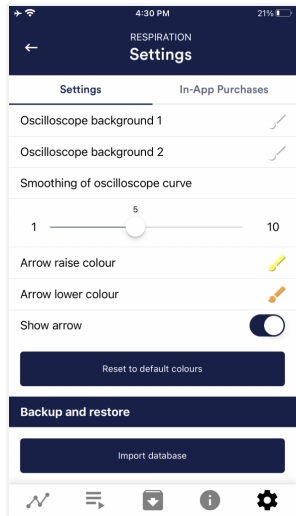 4:30 PM
21%
RESPIRATION
Settings
Settings
In-App Purchases
Oscilloscope background 1
Oscilloscope background 2
Smoothing of oscilloscope curve
5
1
10
Arrow raise colour
Arrow lower colour
Show arrow
Reset to default colours
Backup and restore
Import database